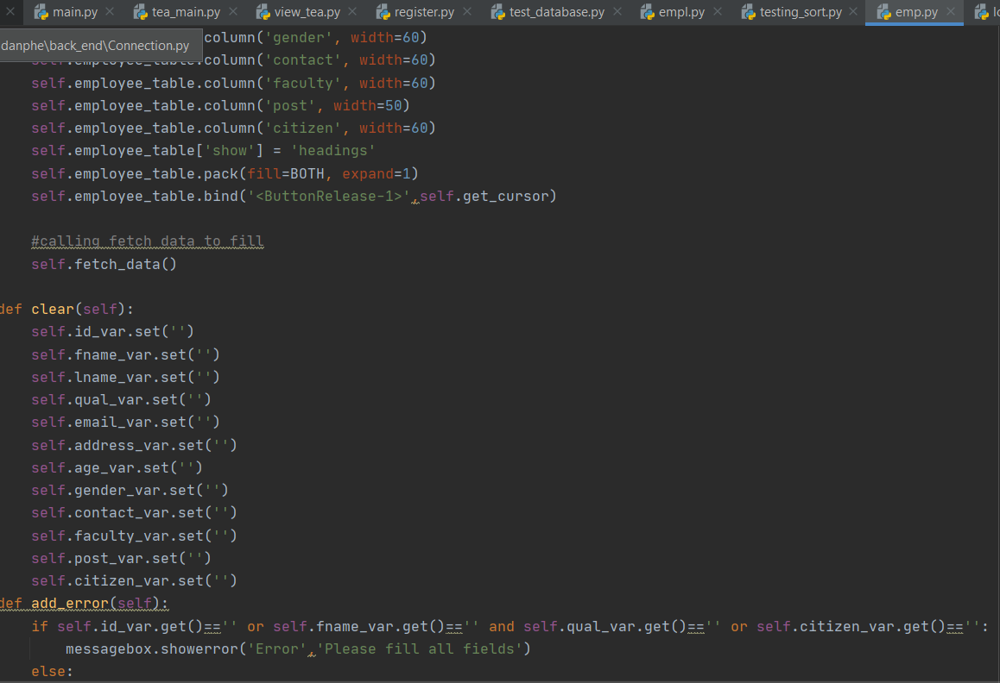 main.py tea_main.py view_tea.py register.py test_database.py empl.py testing_sort.py emp.py
danphe\back_end\Connection.py column('gender', width=60)
self.employee_table.column('contact', width=60)
self.employee_table.column('faculty', width=60)
self.employee_table.column('post', width=50)
self.employee_table.column('citizen', width=60)
self.employee_table['show'] = 'headings'
self.employee_table.pack(fill=BOTH, expand=1)
self.employee_table.bind('<ButtonRelease-1>',self.get_cursor)
#calling fetch data to fill
self.fetch_data()
def clear(self):
self.id_var.set('')
self.fname_var.set('')
self.lname_var.set('')
self.qual_var.set('')
self.email_var.set('')
self.address_var.set('')
self.age_var.set('')
self.gender_var.set('')
self.contact_var.set('')
self.faculty_var.set('')
self.post_var.set('')
self.citizen_var.set('')
def add_error(self):
if self.id_var.get()=='' or self.fname_var.get()=='' and self.qual_var.get()=='' or self.citizen_var.get()=='':
messagebox.showerror('Error','Please fill all fields')
else: